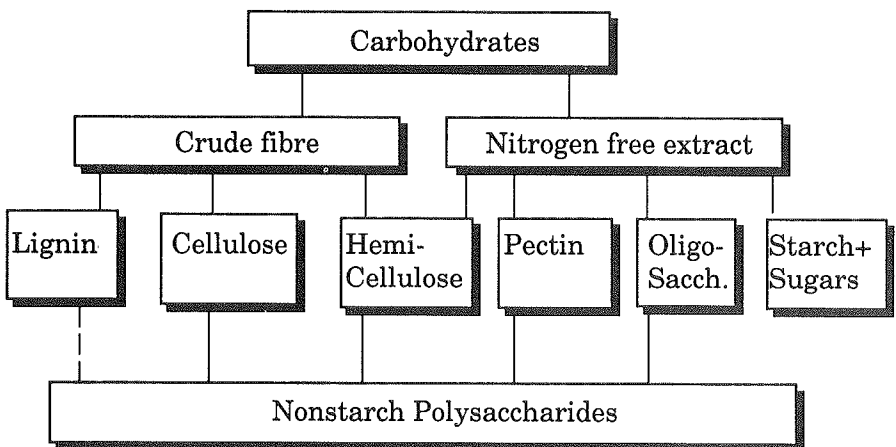 Carbohydrates
Crude fibre
Nitrogen free extract
Lignin
Cellulose
Hemi-
Cellulose
Pectin
Oligo-
Sacch.
Starch+
Sugars
Nonstarch Polysaccharides